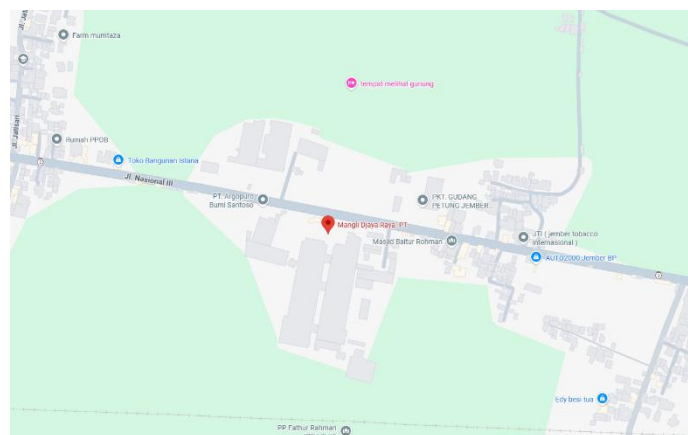 Farm mumtaza
tempat melihat gunung
Rumah PPDB
Toko Bangunan Istana
Jl. Jatisari
Jl. Nasional III
PT. Argopuro
Bumi Santoso
PKT. GUDANG
PETUNG JEMBER...
Mangli Djaya Raya. PT
Masjid Baitur Rohman
JTI ( jember tobacco
internasional )
AUTO2000 Jember BP
Edy besi tua
PP Fathur Rahman